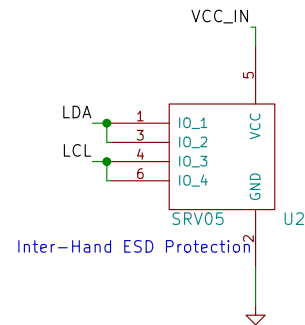 VCC_IN
5
LDA
1
IO_1
VCC
3
IO_2
LCL
4
IO_3
6
IO_4
GND
SRV05
U2
2
Inter-Hand ESD Protection